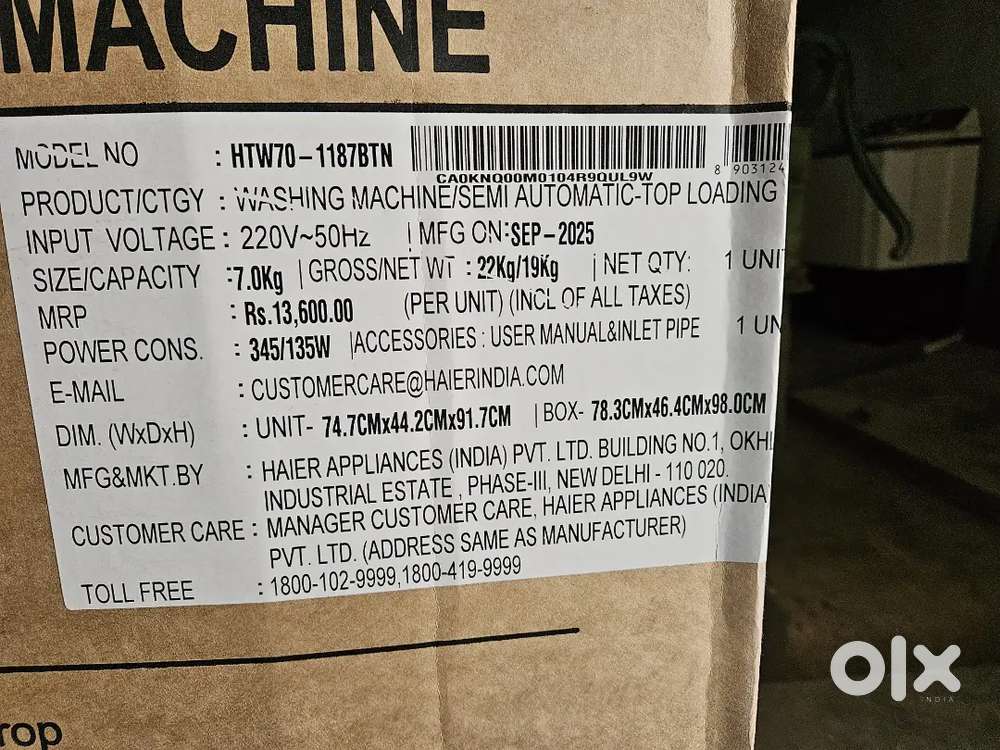 MACHINE
MODEL NO : HTW70-1187BTN
CA0KNQ00M0104R9QUL9W
8 903124
PRODUCT/CTGY : WASHING MACHINE/SEMI AUTOMATIC-TOP LOADING
INPUT VOLTAGE : 220V~50Hz | MFG ON:SEP-2025
SIZE/CAPACITY :7.0Kg | GROSS/NET WT : 22Kg/19Kg | NET QTY: 1 UNI
MRP : Rs.13,600.00 (PER UNIT) (INCL OF ALL TAXES)
POWER CONS. : 345/135W |ACCESSORIES : USER MANUAL&INLET PIPE 1 UN
E-MAIL : CUSTOMERCARE@HAIERINDIA.COM
DIM. (WxDxH) : UNIT- 74.7CMx44.2CMx91.7CM | BOX- 78.3CMx46.4CMx98.0CM
MFG&MKT.BY : HAIER APPLIANCES (INDIA) PVT. LTD. BUILDING NO.1, OKHL
INDUSTRIAL ESTATE , PHASE-III, NEW DELHI - 110 020.
CUSTOMER CARE : MANAGER CUSTOMER CARE, HAIER APPLIANCES (INDIA
PVT. LTD. (ADDRESS SAME AS MANUFACTURER)
TOLL FREE : 1800-102-9999,1800-419-9999
rop
olx
INDIA